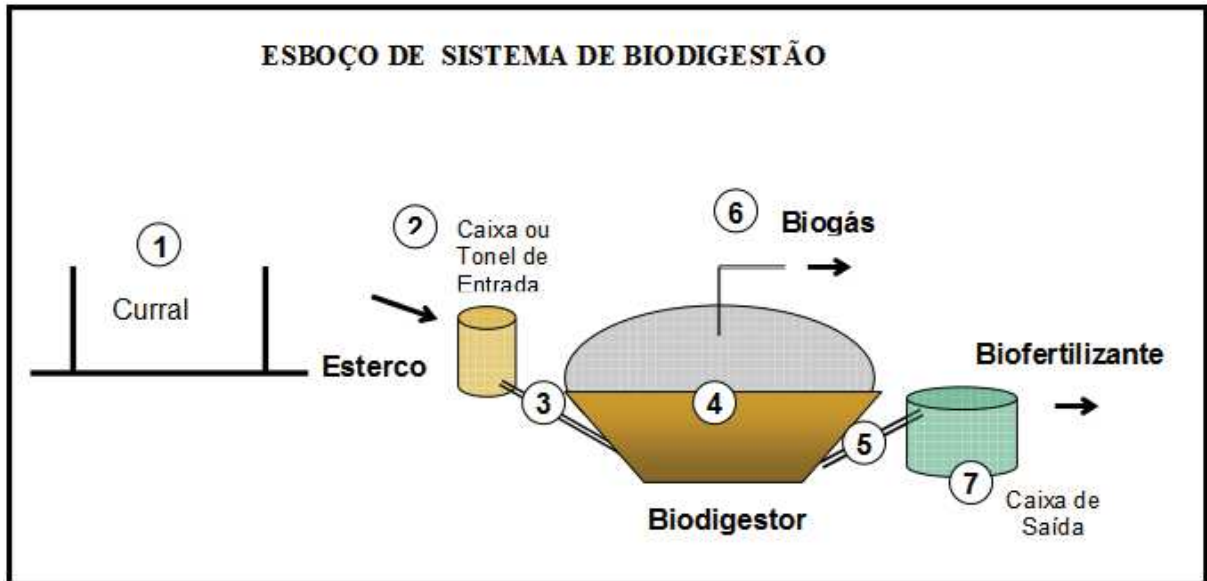 ESBOÇO DE SISTEMA DE BIODIGESTÃO
1
Curral
Esterco
2
Caixa ou
Tonel de
Entrada
3
6
Biogás
4
Biodigestor
5
Biofertilizante
7
Caixa de
Saída